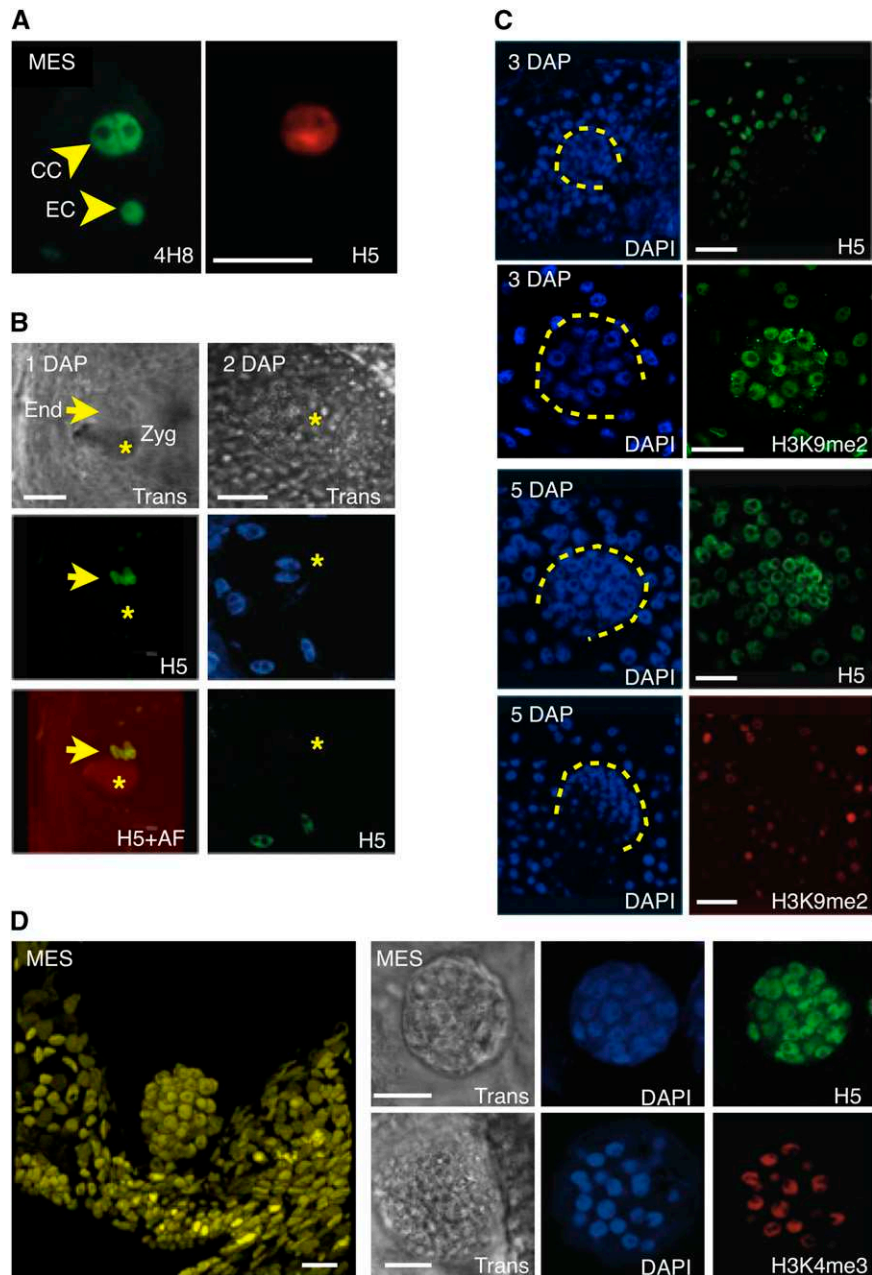 A
MES
CC
EC
4H8
H5
B
1 DAP
End
*
Zyg
Trans
2 DAP
*
Trans
*
H5
*
*
H5+AF
*
H5
C
3 DAP
DAPI
H5
3 DAP
DAPI
H3K9me2
5 DAP
DAPI
H5
5 DAP
DAPI
H3K9me2
D
MES
MES
Trans
DAPI
H5
Trans
DAPI
H3K4me3